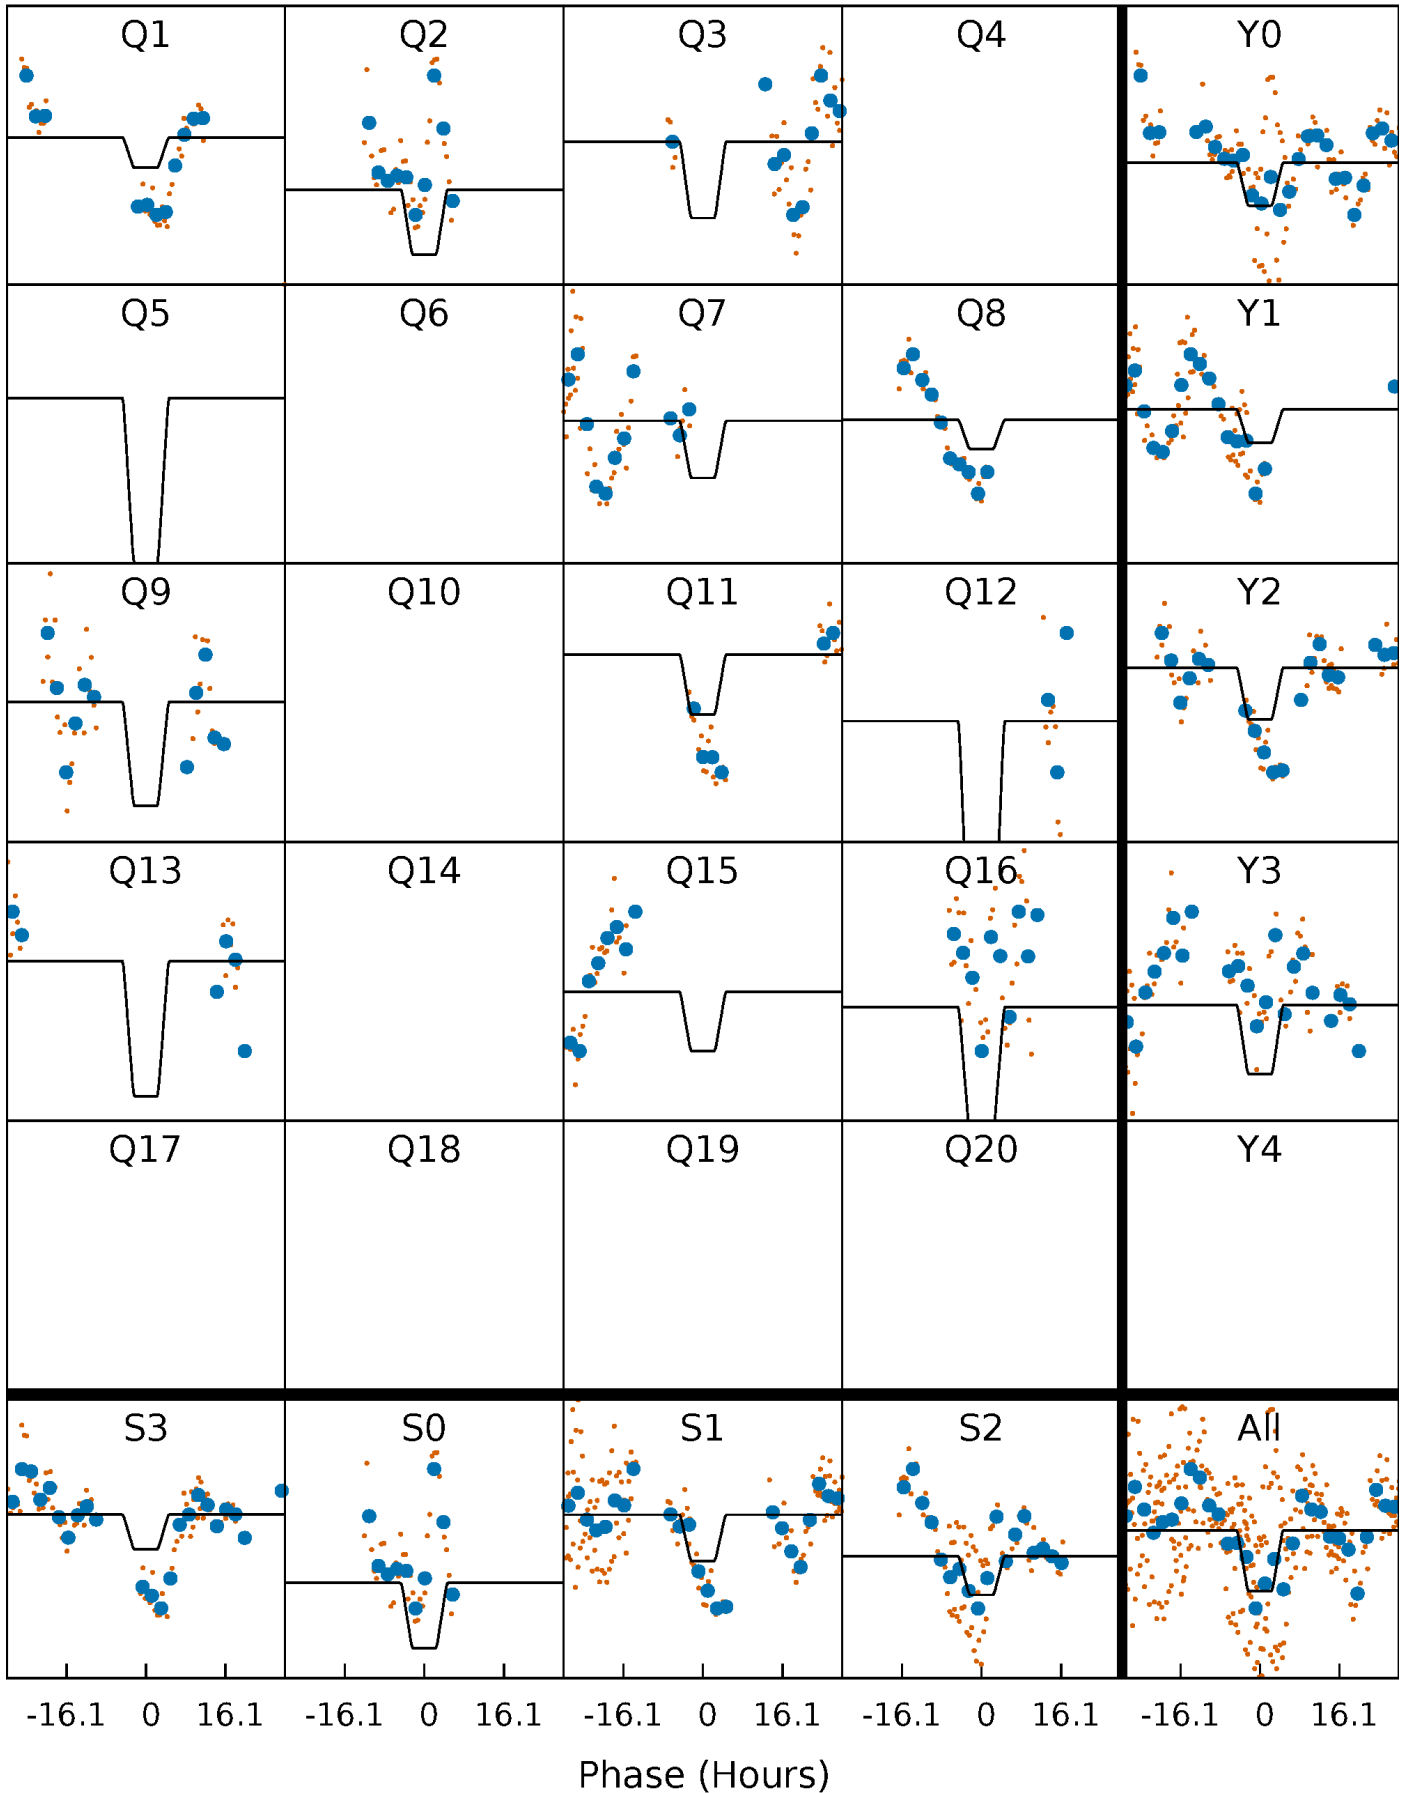 Q1 Q2 Q3 Q4 Y0
Q5 Q6 Q7 Q8 Y1
Q9 Q10 Q11 Q12 Y2
Q13 Q14 Q15 Q16 Y3
Q17 Q18 Q19 Q20 Y4
S3 S0 S1 S2 All
-16.1 0 16.1 -16.1 0 16.1 -16.1 0 16.1 -16.1 0 16.1 -16.1 0 16.1
Phase (Hours)